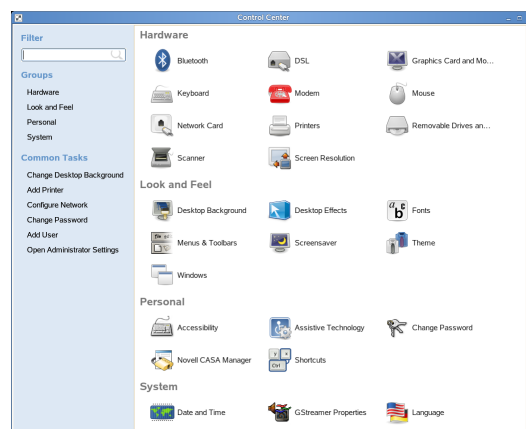 Control Center
Filter
Groups
Hardware
Look and Feel
Personal
System
Common Tasks
Change Desktop Background
Add Printer
Configure Network
Change Password
Add User
Open Administrator Settings
Hardware
Bluetooth
DSL
Graphics Card and Mo...
Keyboard
Modem
Mouse
Network Card
Printers
Removable Drives an...
Scanner
Screen Resolution
Look and Feel
Desktop Background
Desktop Effects
Fonts
Menus & Toolbars
Screensaver
Theme
Windows
Personal
Accessibility
Assistive Technology
Change Password
Novell CASA Manager
Ctrl
Shortcuts
System
Date and Time
GStreamer Properties
Language